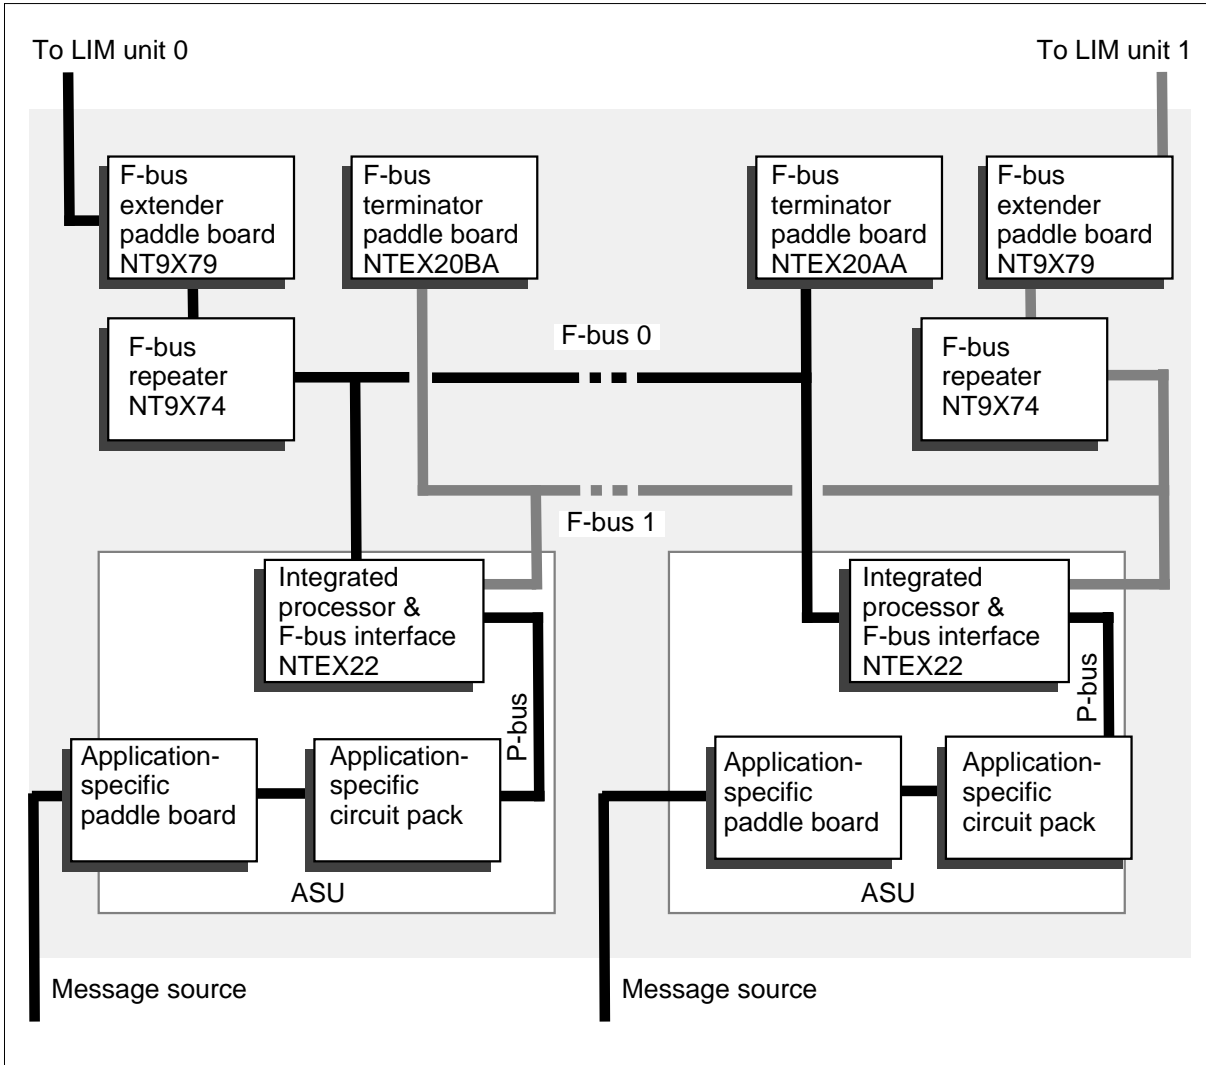 To LIM unit 0
To LIM unit 1
F-bus
extender
paddle board
NT9X79
F-bus
terminator
paddle board
NTEX20BA
F-bus
terminator
paddle board
NTEX20AA
F-bus
extender
paddle board
NT9X79
F-bus
repeater
NT9X74
F-bus 0
F-bus
repeater
NT9X74
F-bus 1
Integrated
processor &
F-bus interface
NTEX22
P-bus
Application-
specific
paddle board
Application-
specific
circuit pack
ASU
Integrated
processor &
F-bus interface
NTEX22
P-bus
Application-
specific
paddle board
Application-
specific
circuit pack
ASU
Message source
Message source